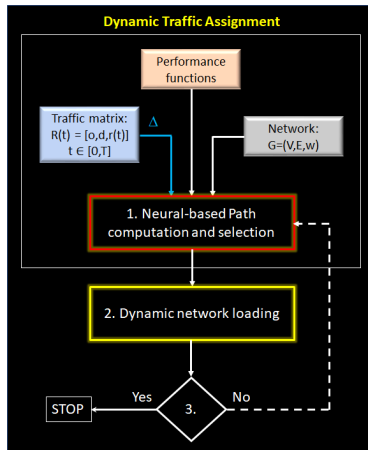 Dynamic Traffic Assignment
Performance
functions
Traffic matrix:
R(t) = [o,d,r(t)]
t ∈ [0,T]
Δ
Network:
G=(V,E,w)
1. Neural-based Path
computation and selection
2. Dynamic network loading
Yes
No
STOP
3.